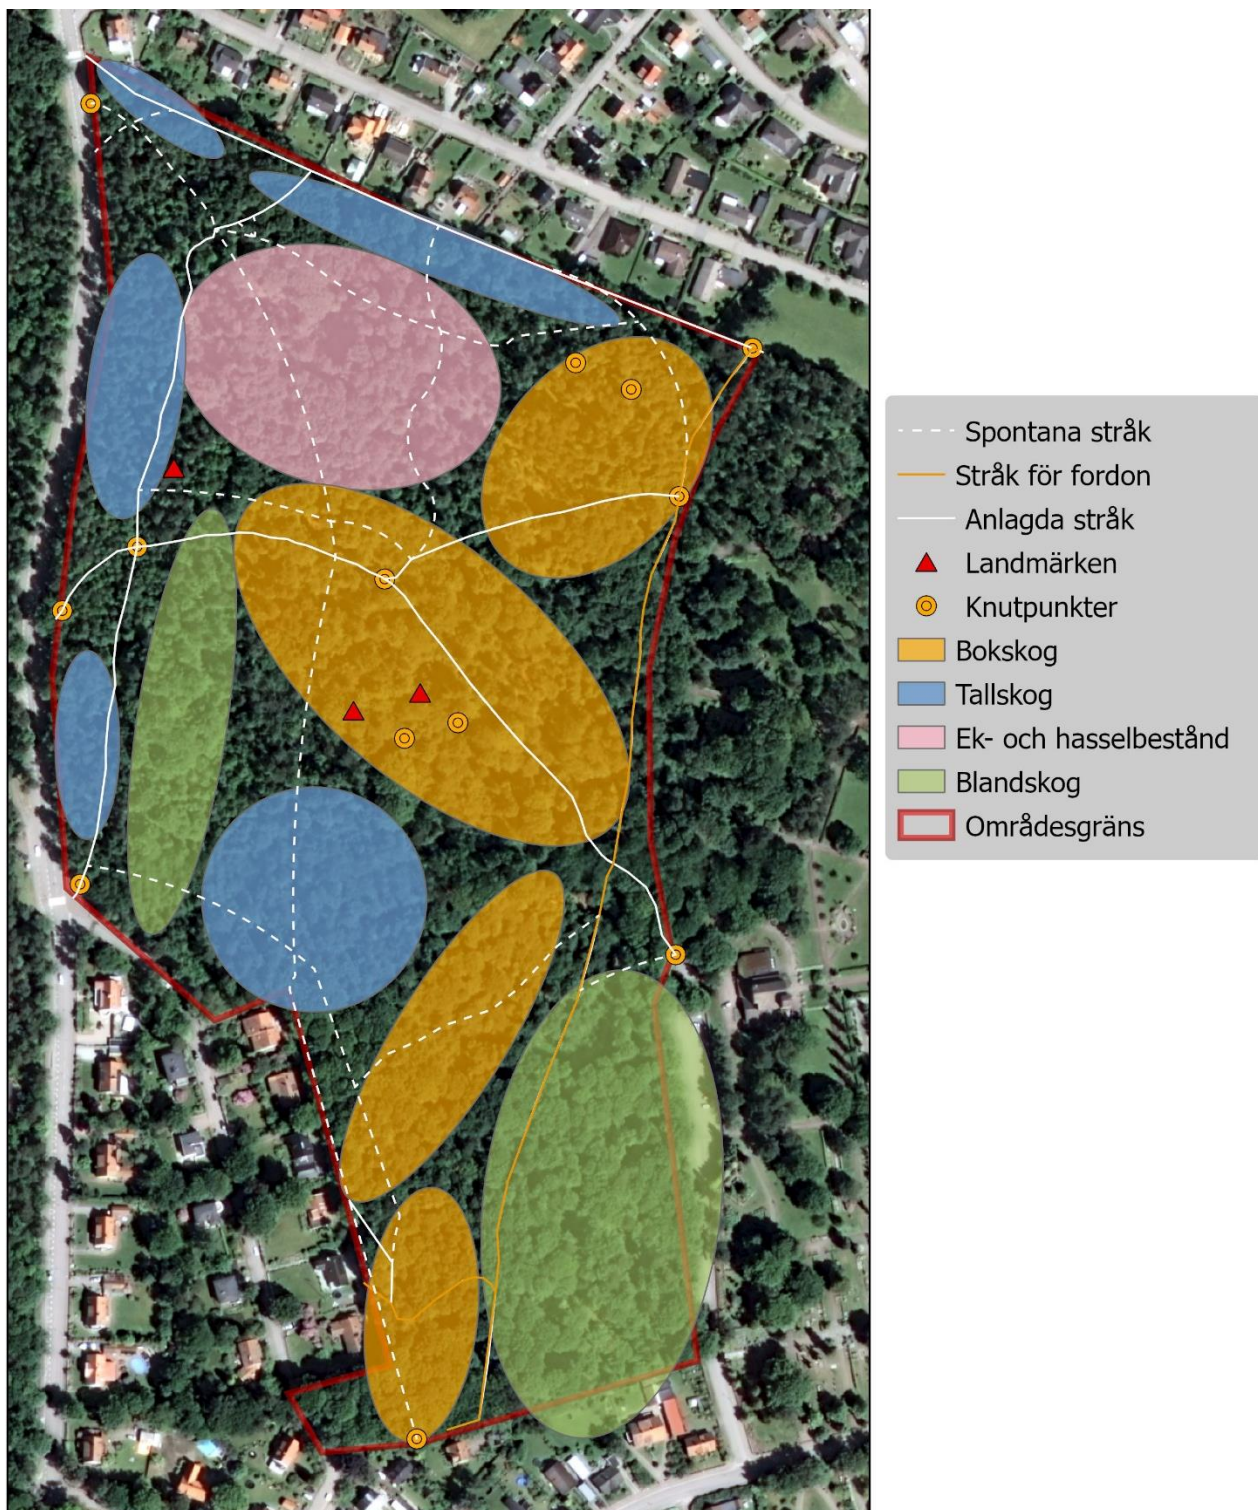 Spontana stråk
Stråk för fordon
Anlagda stråk
Landmärken
Knutpunkter
Bokskog
Tallskog
Ek- och hasselbestånd
Blandskog
Områdesgräns